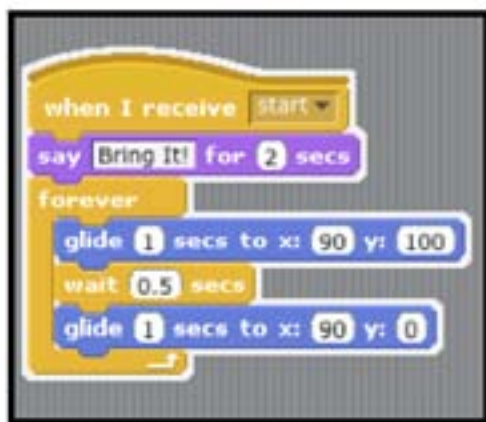 when I receive start
say Bring It! for 2 secs
forever
glide 1 secs to x: 90 y: 100
wait 0.5 secs
glide 1 secs to x: 90 y: 0